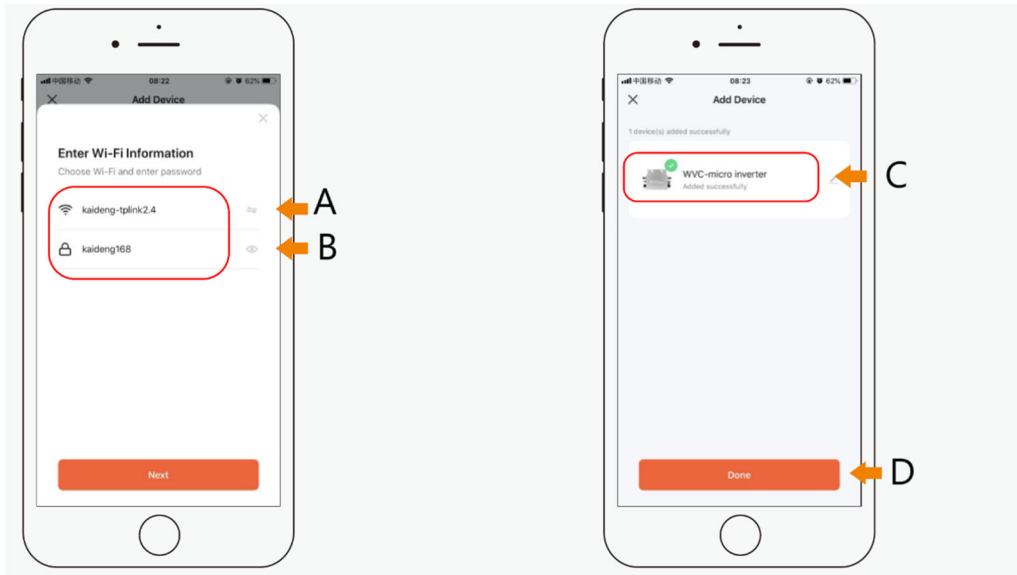 中国移动 08:22 62%
Add Device
Enter Wi-Fi Information
Choose Wi-Fi and enter password
kaideng-tplink2.4
A
kaideng168
B
Next
中国移动 08:23 62%
Add Device
1 device(s) added successfully
WVC-micro inverter
Added successfully
C
Done
D